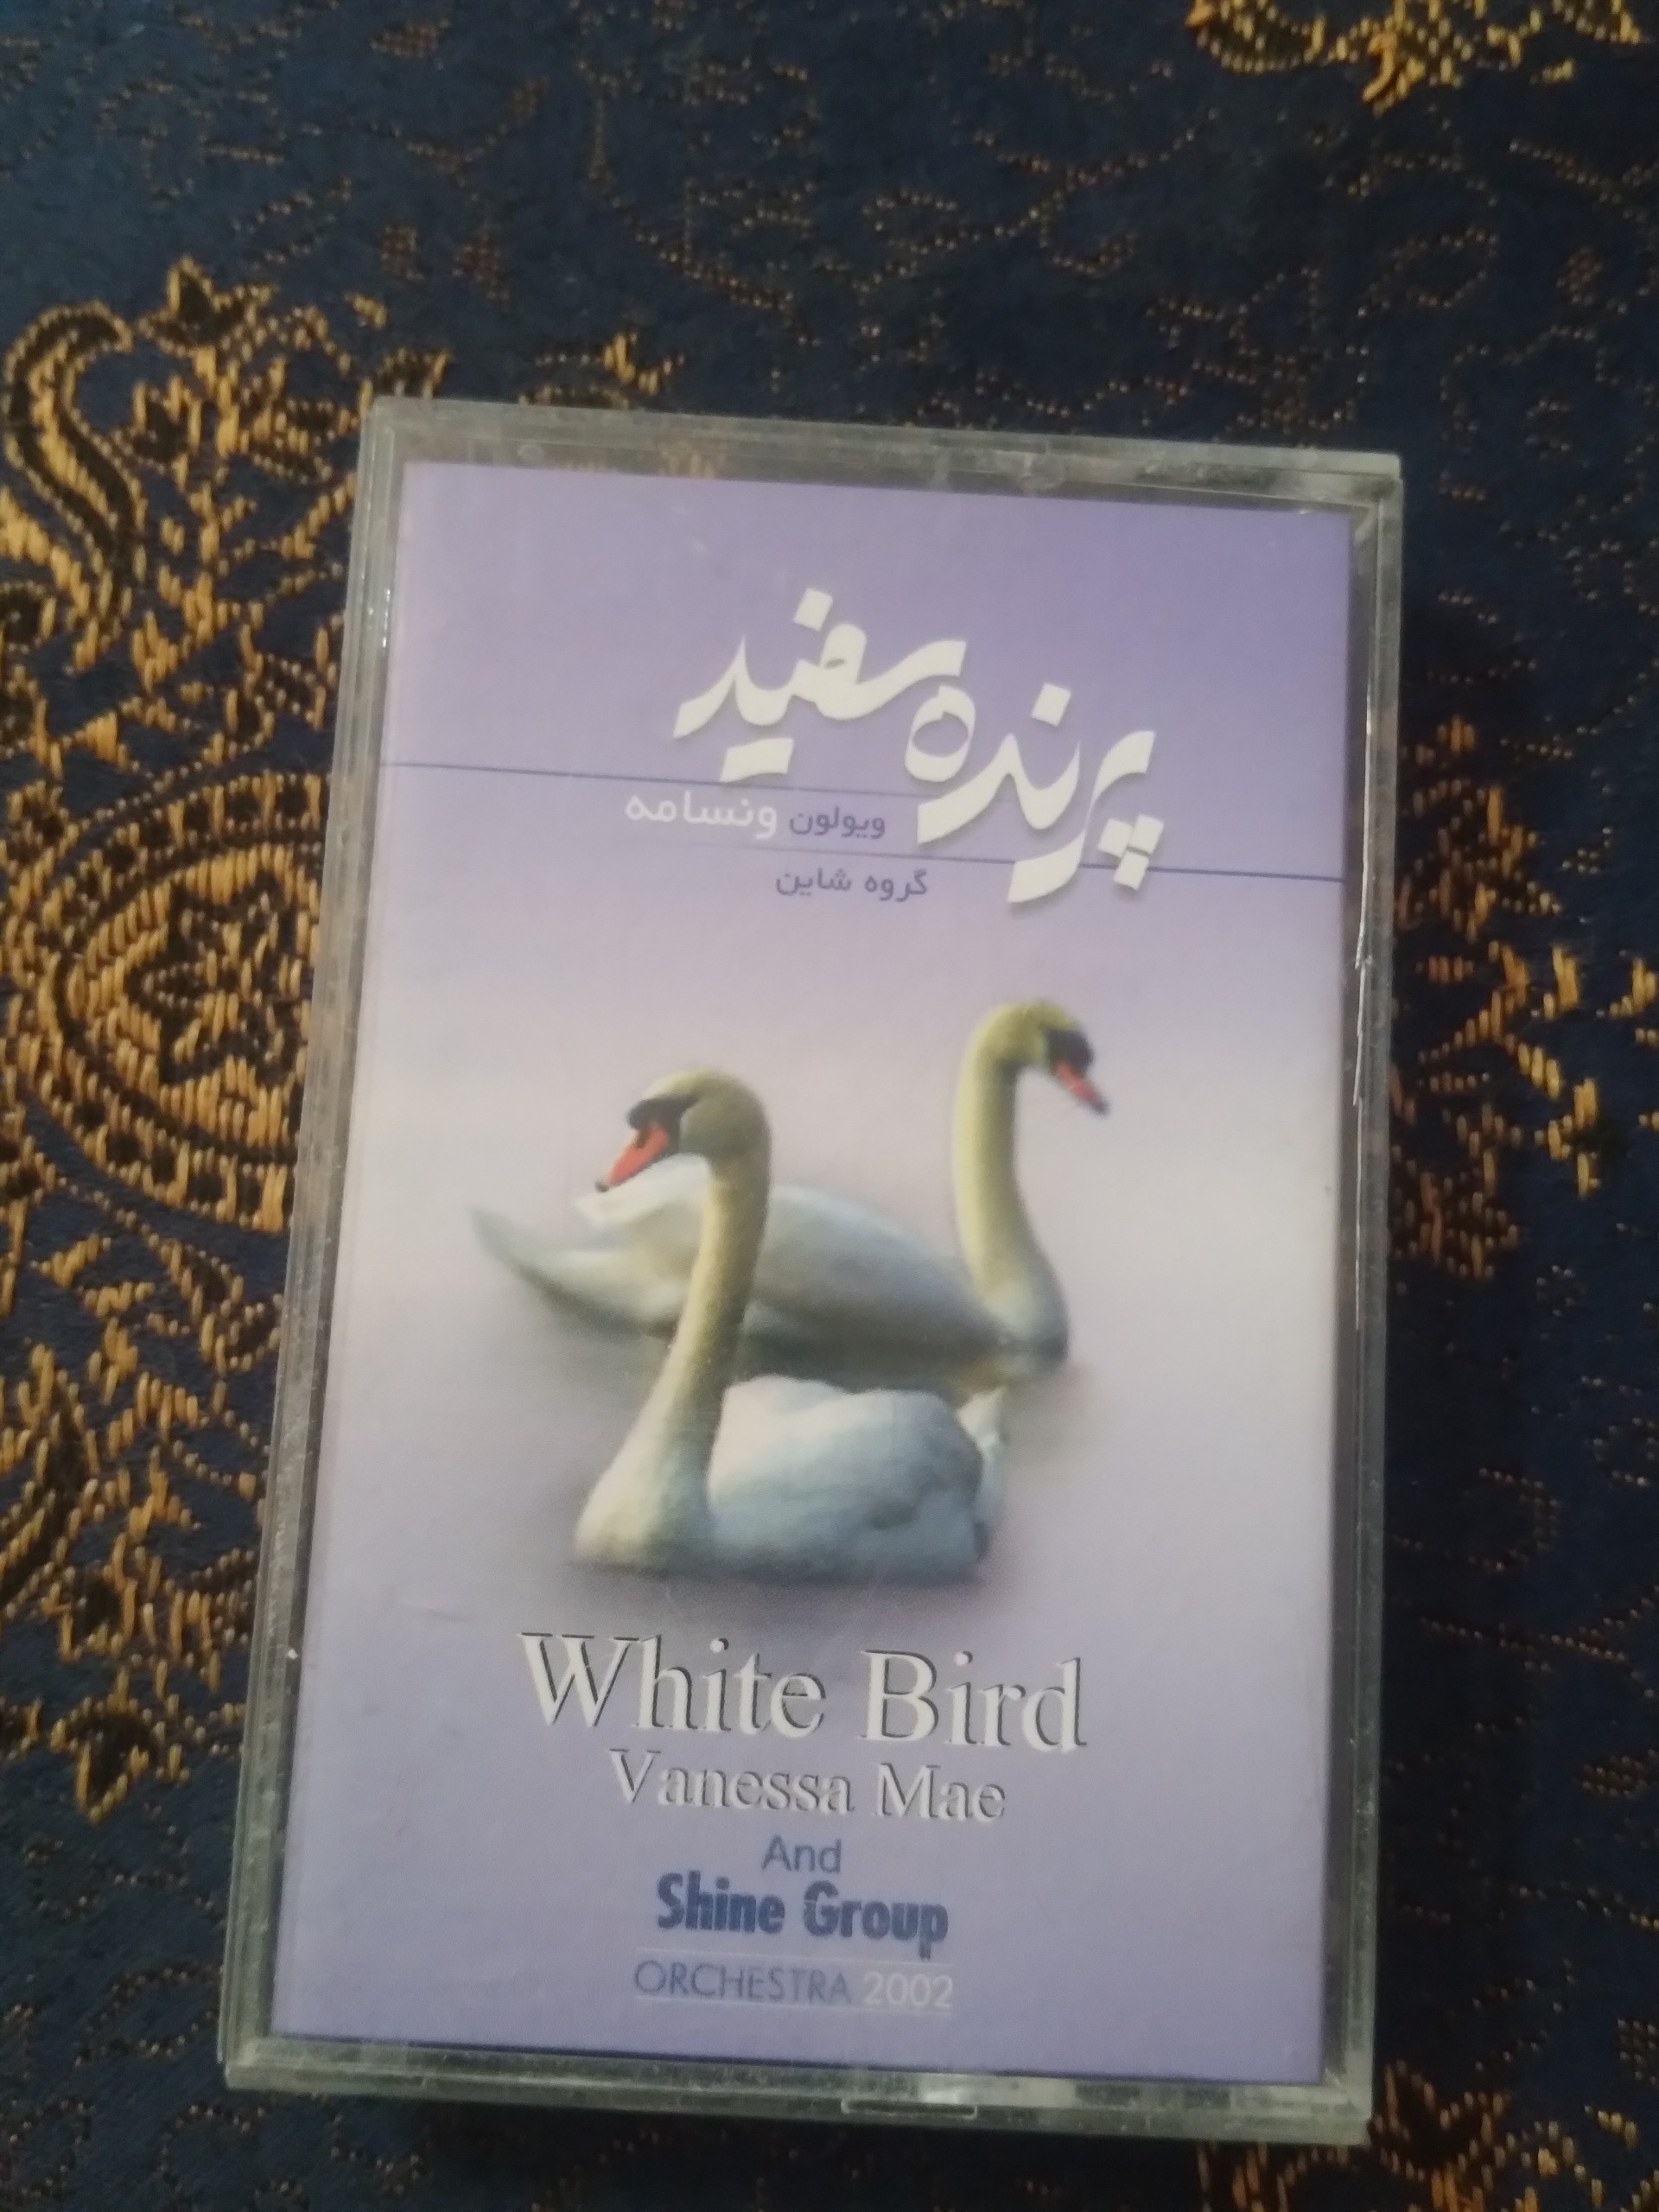 پرنده سفید
ویولون ونسامه
گروه شاین
White Bird
Vanessa Mae
And
Shine Group
ORCHESTRA 2002